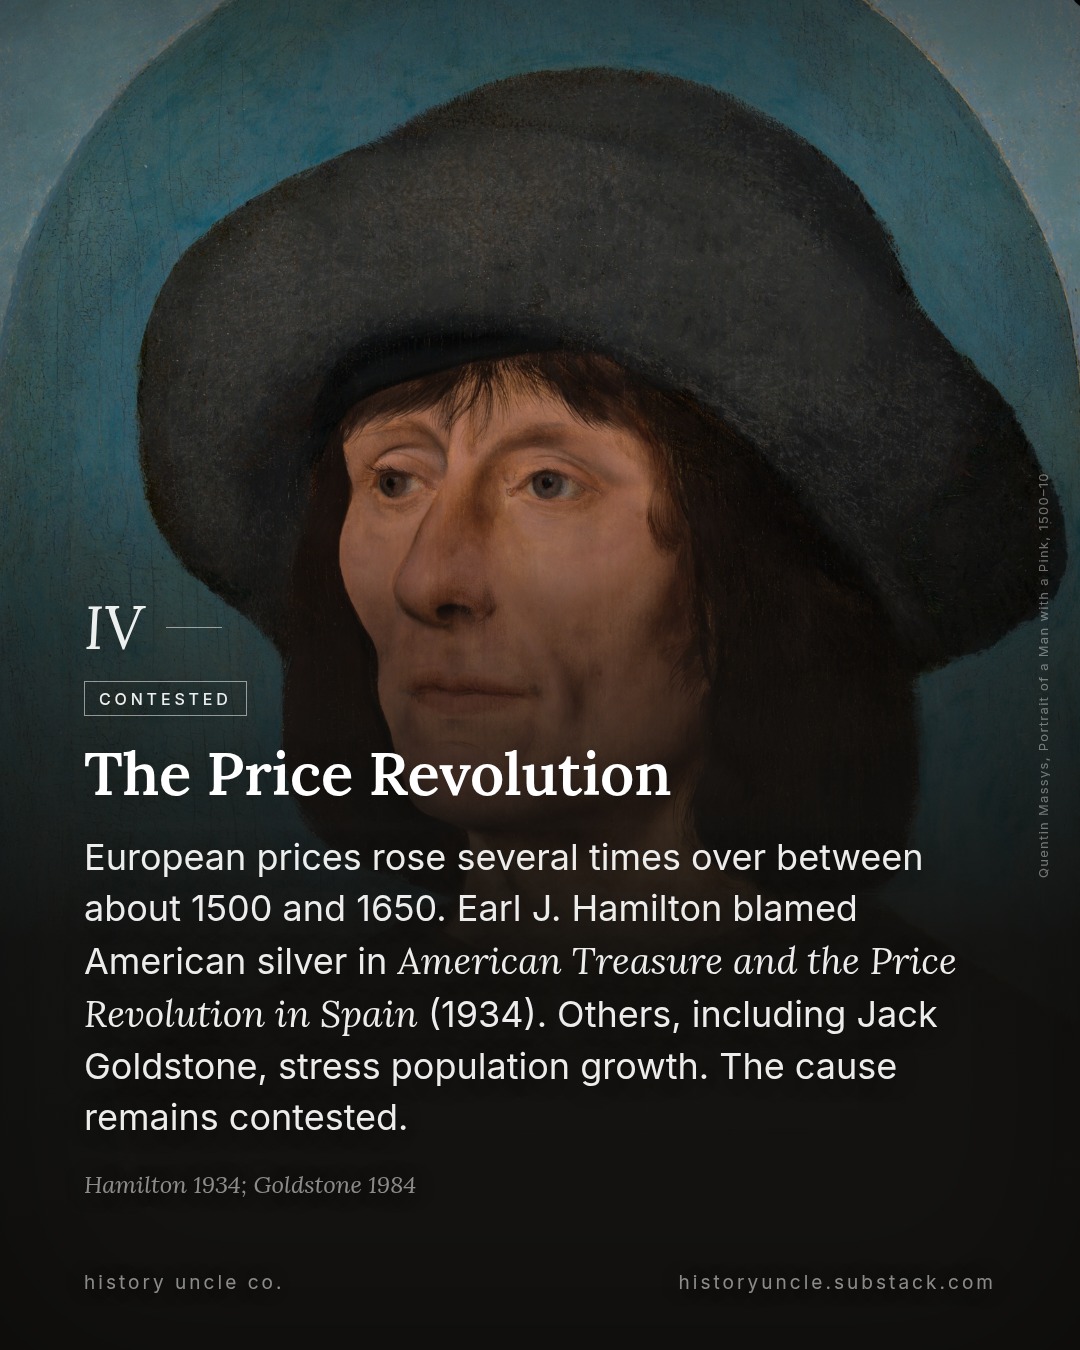 IV
CONTESTED
The Price Revolution
European prices rose several times over between
about 1500 and 1650. Earl J. Hamilton blamed
American silver in American Treasure and the Price
Revolution in Spain (1934). Others, including Jack
Goldstone, stress population growth. The cause
remains contested.
Hamilton 1934; Goldstone 1984
history uncle co.
historyuncle.substack.com
Quentin Massys, Portrait of a Man with a Pink, 1500–10